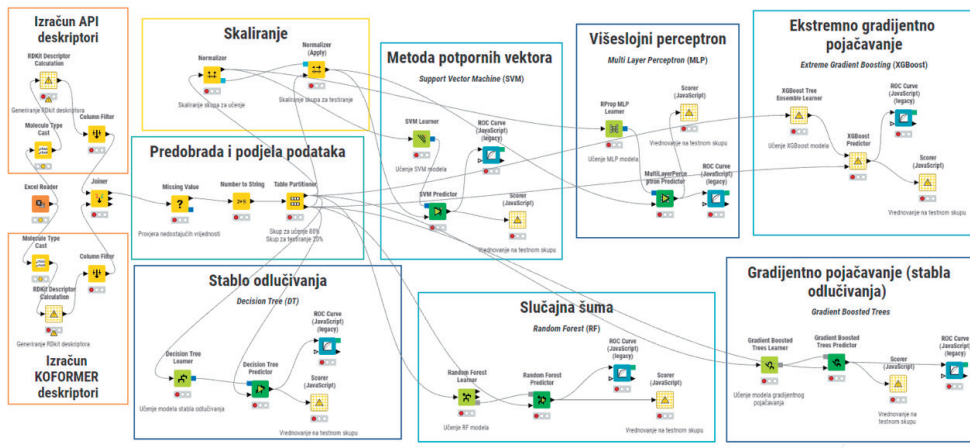 Izračun API
deskriptori
RDKit Descriptor
Calculation
Generiranje RDkit deskriptora
Molecule Type
Cast
Column Filter
Excel Reader
Joiner
Molecule Type
Cast
Column Filter
RDKit Descriptor
Calculation
Generiranje RDkit deskriptora
Izračun
KOFORMER
deskriptori
Skaliranje
Normalizer
Normalizer
(Apply)
Skaliranje skupa za učenje
Skaliranje skupa za testiranje
Predobrada i podjela podataka
Missing Value
Number to String
Table Partitioner
Provjera nedostajućih vrijednosti
Skup za učenje 80%
Skup za testiranje 20%
Metoda potpornih vektora
Support Vector Machine (SVM)
SVM Learner
ROC Curve
(JavaScript)
(legacy)
Učenje SVM modela
SVM Predictor
Scorer
(JavaScript)
Vrednovanje na testnom skupu
Višeslojni perceptron
Multi Layer Perceptron (MLP)
Scorer
(JavaScript)
RProp MLP
Learner
Vrednovanje na testnom skupu
Učenje MLP modela
MultiLayerPerce
ptron Predictor
ROC Curve
(JavaScript)
(legacy)
Ekstremno gradijentno
pojačavanje
Extreme Gradient Boosting (XGBoost)
XGBoost Tree
Ensemble Learner
ROC Curve
(JavaScript)
(legacy)
Učenje XGBoost modela
XGBoost
Predictor
Scorer
(JavaScript)
Vrednovanje na testnom skupu
Stablo odlučivanja
Decision Tree (DT)
ROC Curve
(JavaScript)
(legacy)
Decision Tree
Learner
Decision Tree
Predictor
Scorer
(JavaScript)
Učenje modela stabla odlučivanja
Vrednovanje na testnom skupu
Slučajna šuma
Random Forest (RF)
ROC Curve
(JavaScript)
(legacy)
Random Forest
Learner
Random Forest
Predictor
Scorer
(JavaScript)
Učenje RF modela
Vrednovanje na testnom skupu
Gradijentno pojačavanje (stabla
odlučivanja)
Gradient Boosted Trees
Gradient Boosted
Trees Learner
Gradient Boosted
Trees Predictor
Scorer
(JavaScript)
ROC Curve
(JavaScript)
(legacy)
Učenje modela gradijentnog
pojačavanja
Vrednovanje na
testnom skupu